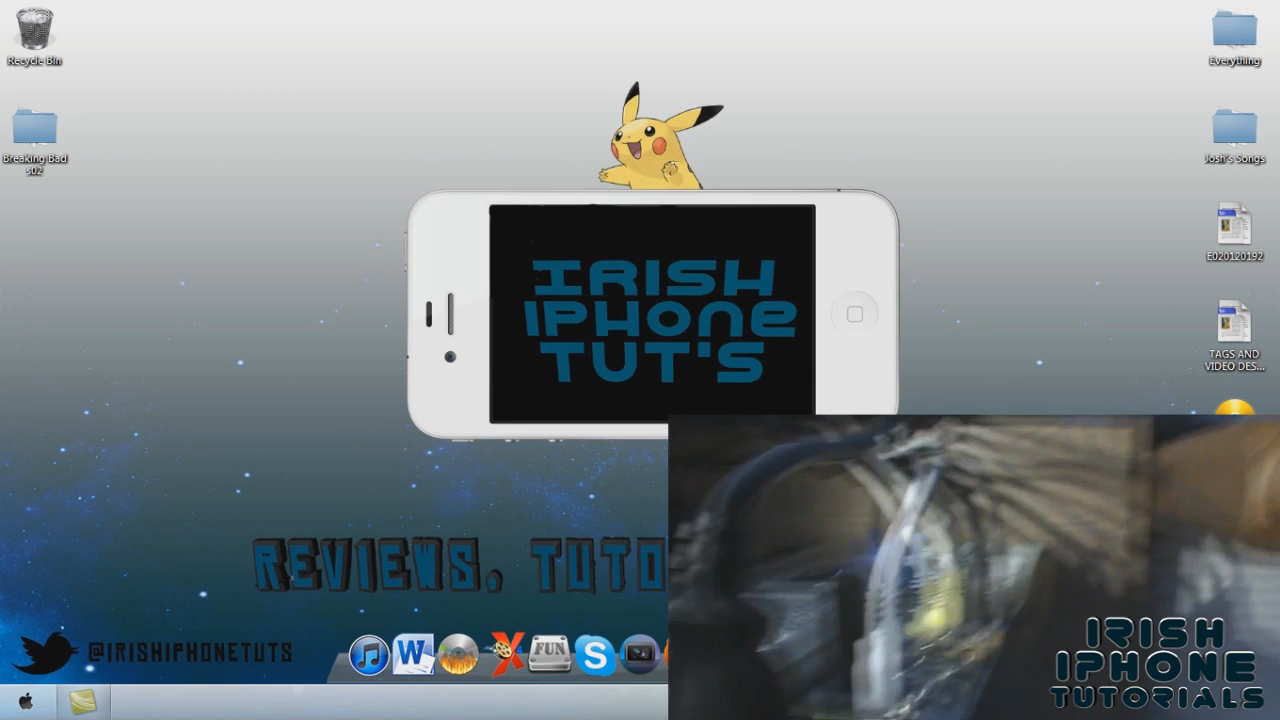 Recycle Bin
Everything
Breaking Bad
s02
Josh's Songs
E020120192
TAGS AND
VIDEO DES...
IRISH
IPHONE
TUT'S
REVIEWS. TUTO
@IRISHIPHONETUTS
W
FUN
S
IRISH
IPHONE
TUTORIALS